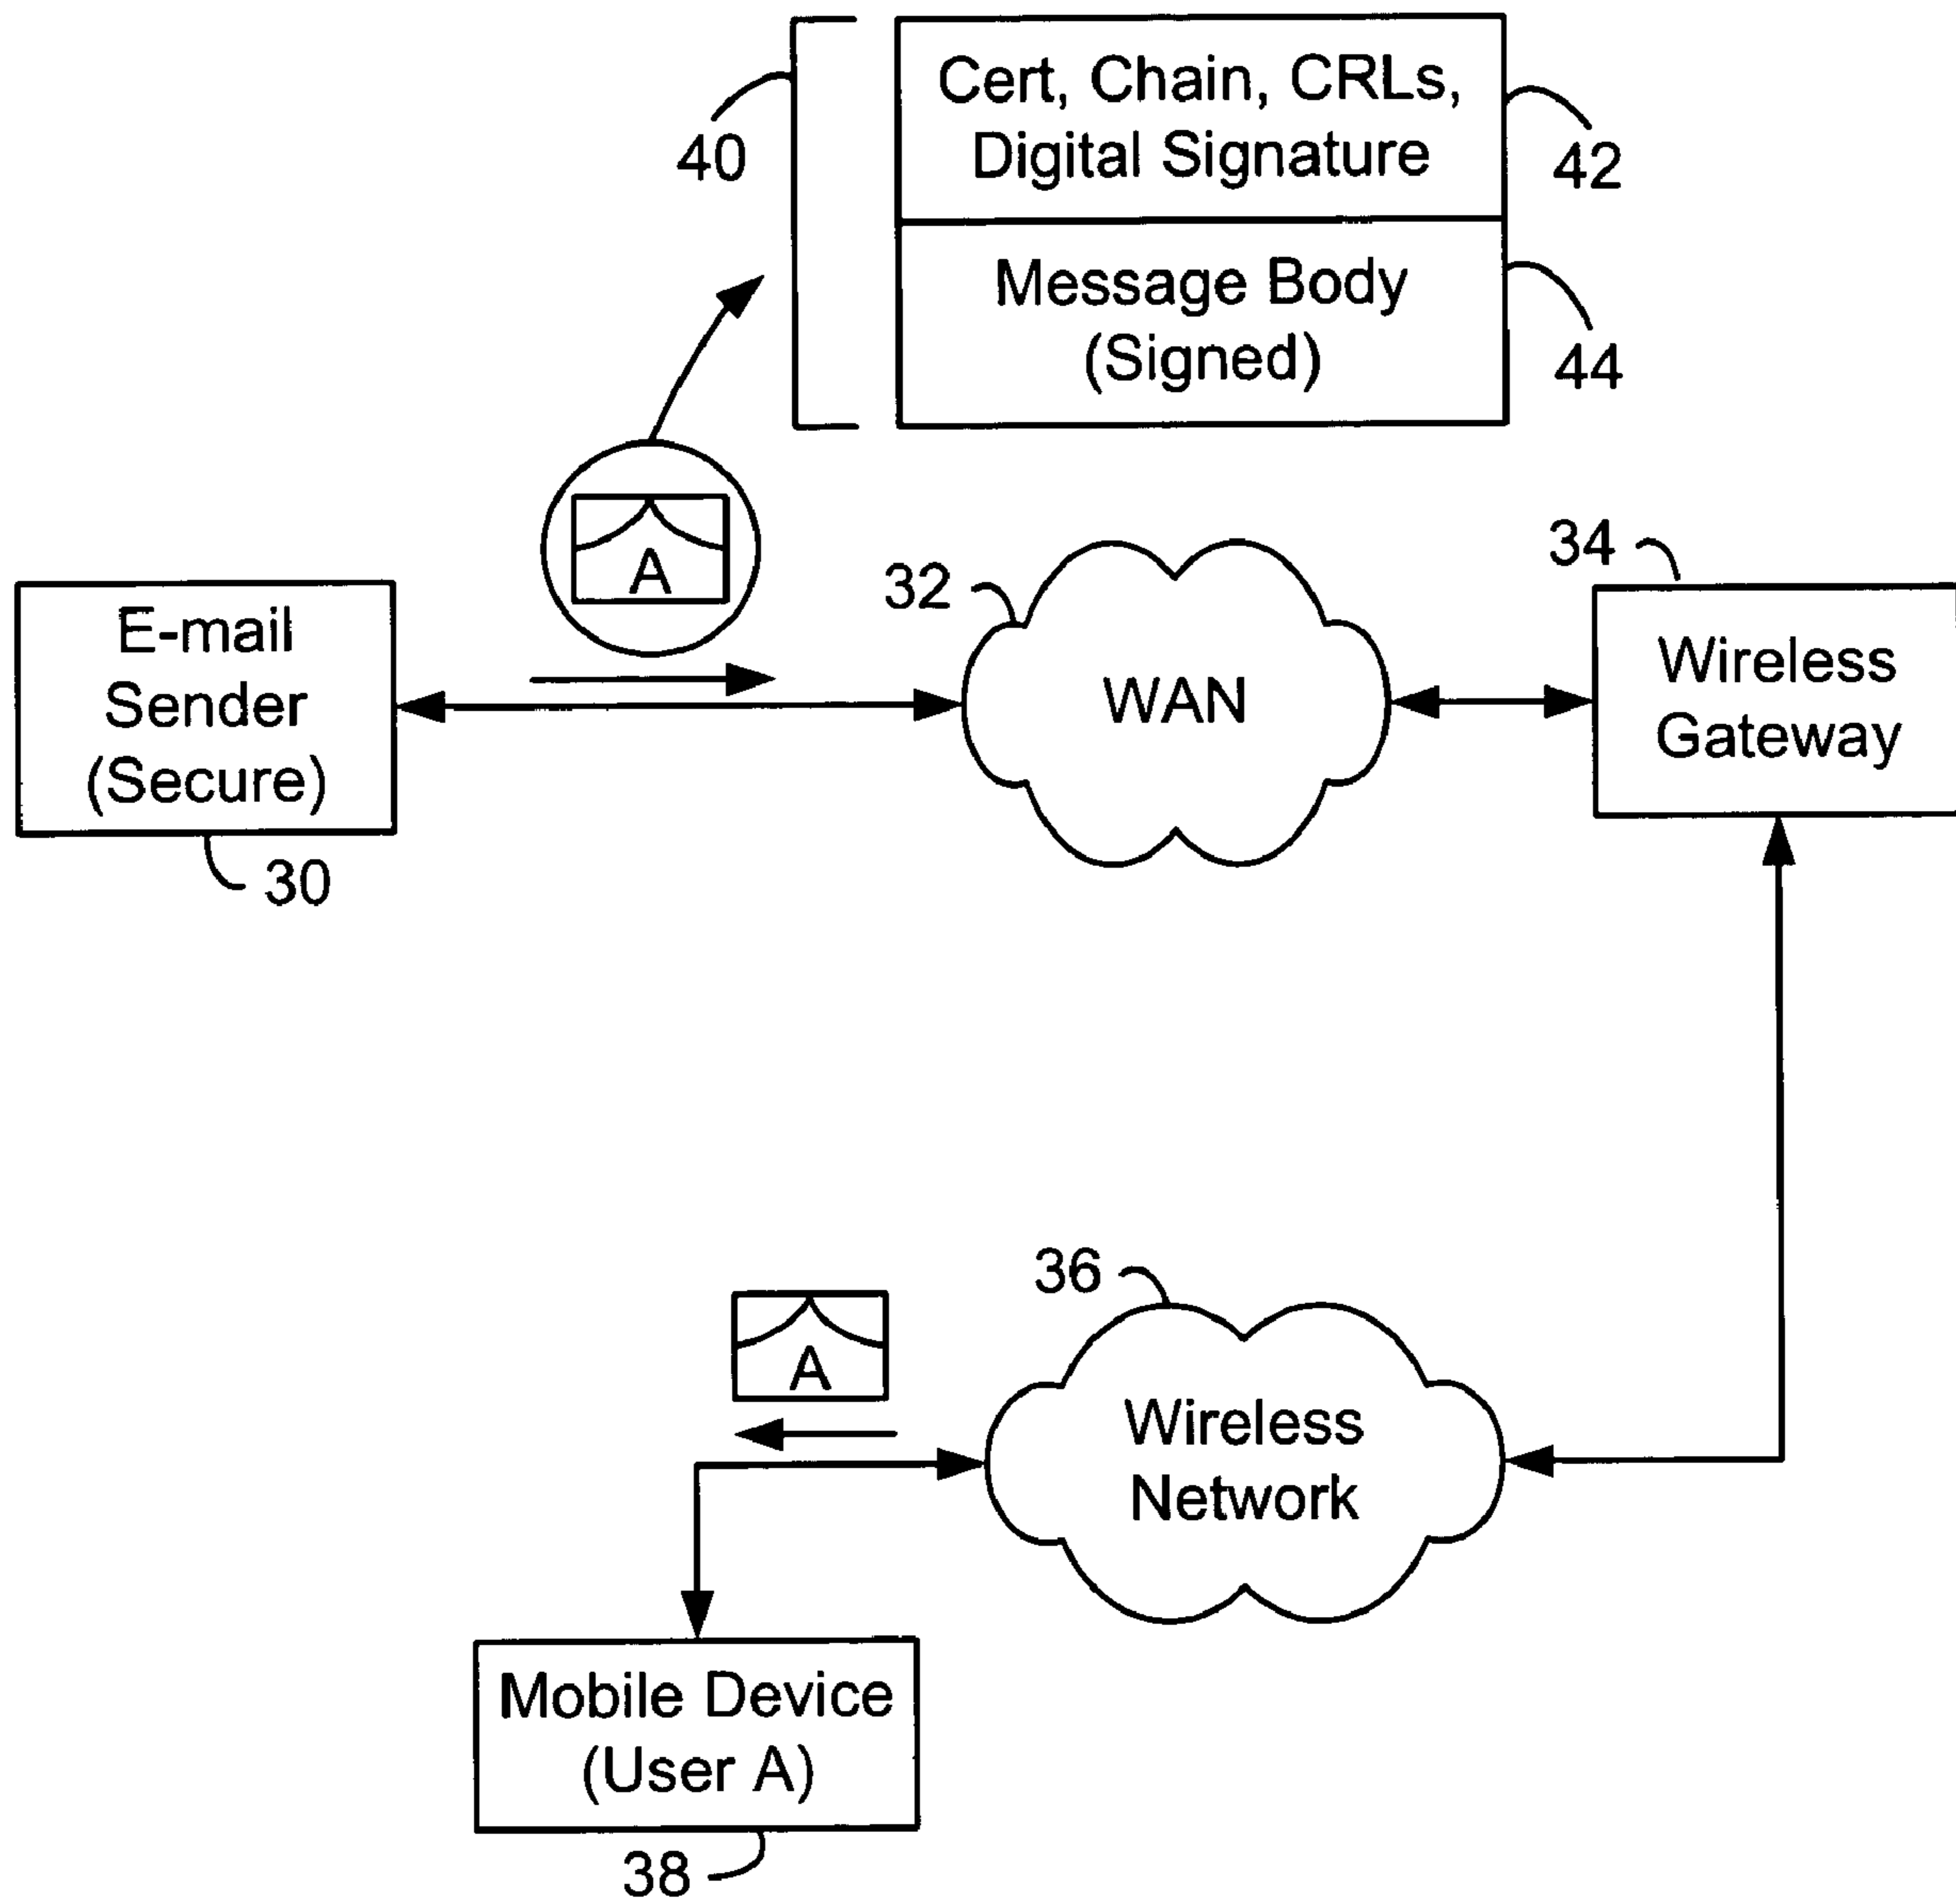 Cert, Chain, CRLs,
Digital Signature
40
42
Message Body
(Signed)
44
A
E-mail
Sender
(Secure)
30
32
WAN
34
Wireless
Gateway
36
A
Wireless
Network
Mobile Device
(User A)
38